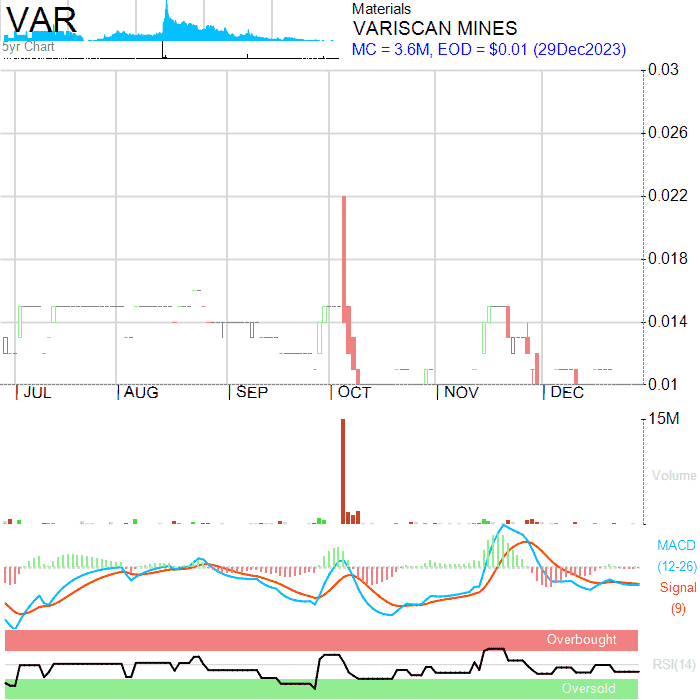 VAR
Materials
VARISCAN MINES
5yr Chart
MC = 3.6M, EOD = $0.01 (29Dec2023)
0.03
0.026
0.022
0.018
0.014
0.01
JUL AUG SEP OCT NOV DEC
15M
Volume
MACD
(12-26)
Signal
(9)
Overbought
RSI(14)
Oversold